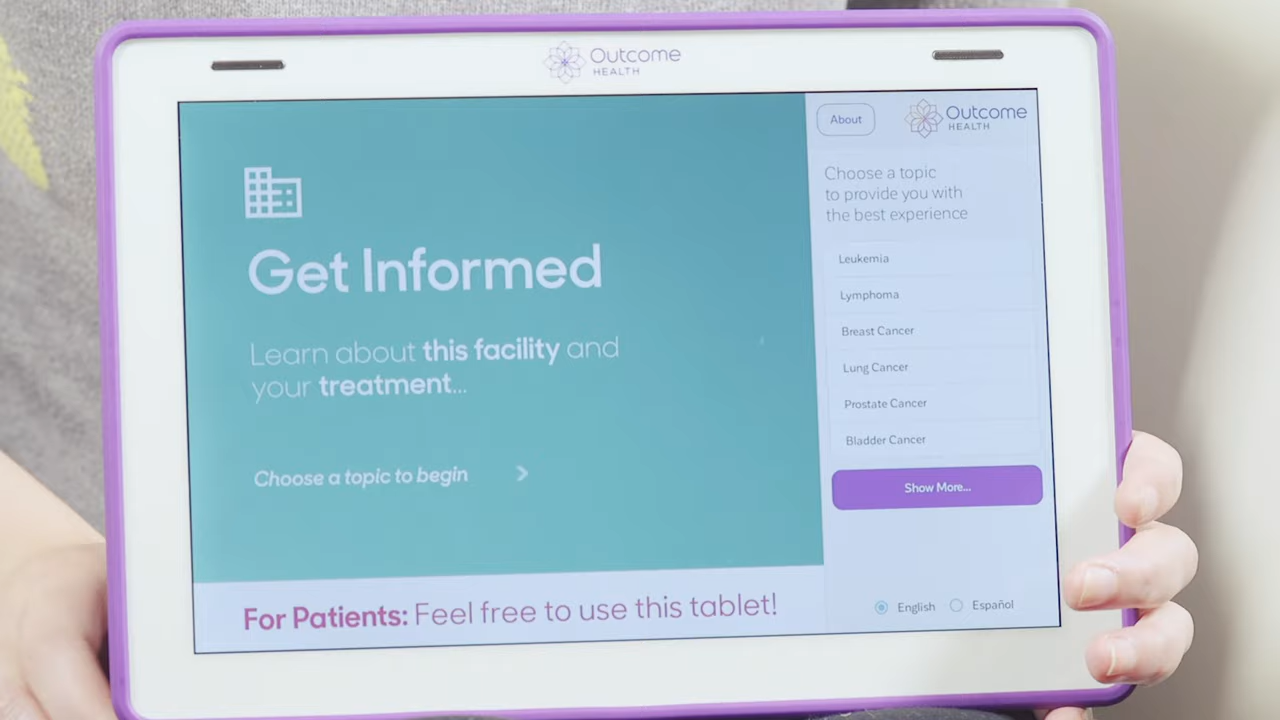 Outcome
HEALTH
Get Informed
Learn about this facility and
your treatment...
Choose a topic to begin
For Patients: Feel free to use this tablet!
About
Outcome
HEALTH
Choose a topic
to provide you with
the best experience
Leukemia
Lymphoma
Breast Cancer
Lung Cancer
Prostate Cancer
Bladder Cancer
Show More...
English Español